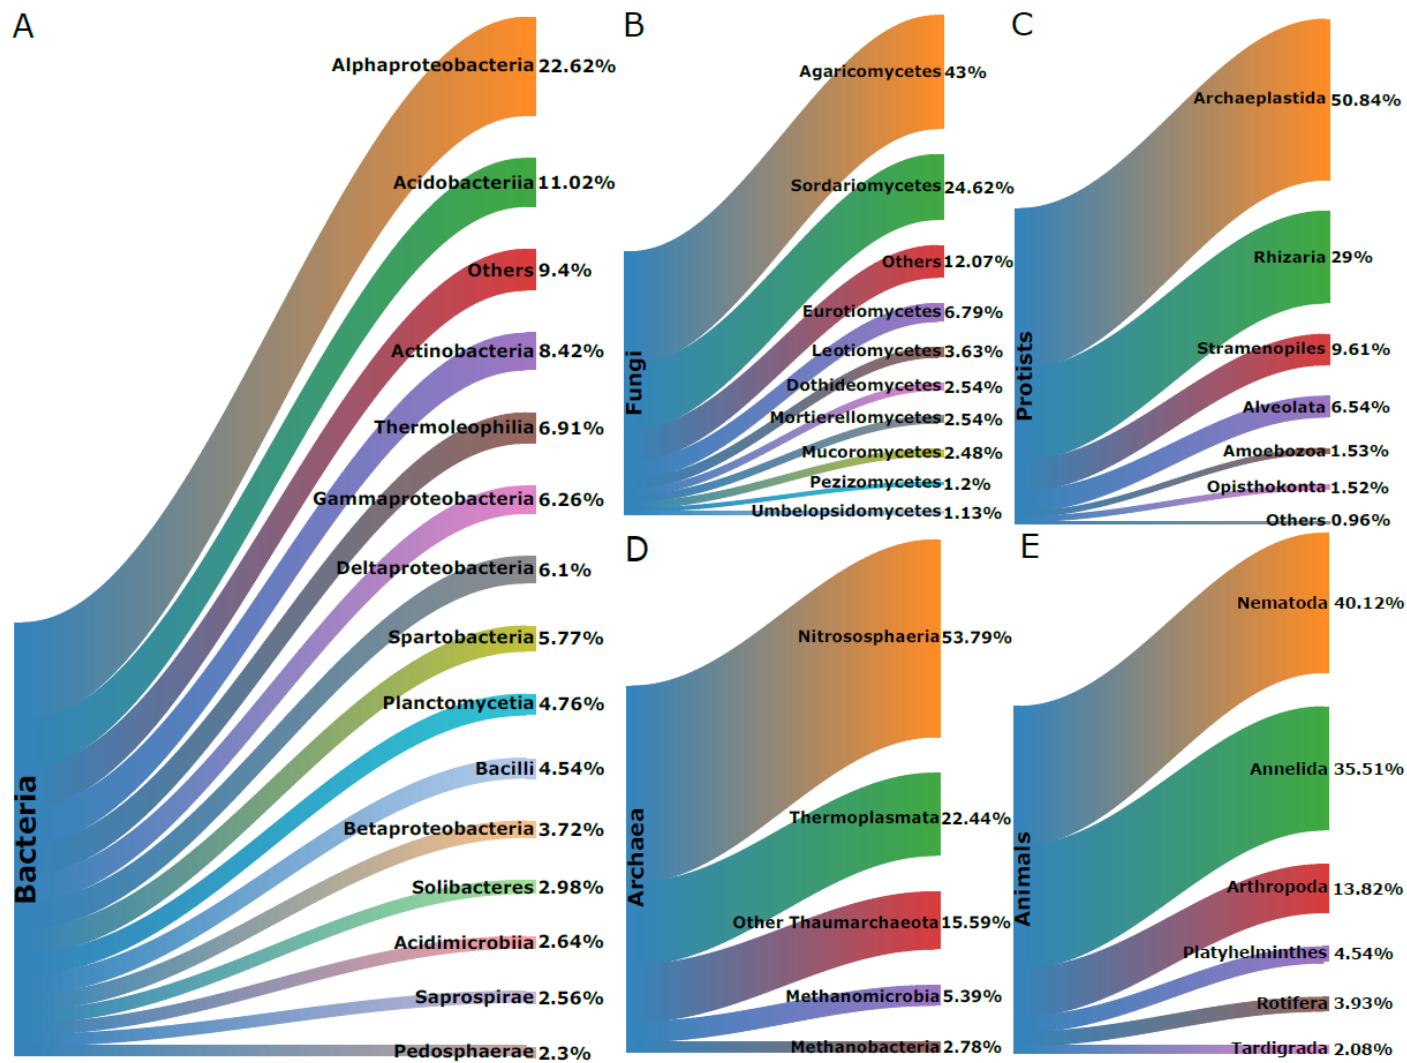 A
Alphaproteobacteria 22.62%
Acidobacteriia 11.02%
Others 9.4%
Actinobacteria 8.42%
Thermoleophilia 6.91%
Gammaproteobacteria 6.26%
Deltaproteobacteria 6.1%
Spartobacteria 5.77%
Planctomycetia 4.76%
Bacilli 4.54%
Betaproteobacteria 3.72%
Solibacteres 2.98%
Acidimicrobiia 2.64%
Saprospirae 2.56%
Pedosphaerae 2.3%
Bacteria
B
Agaricomycetes 43%
Sordariomycetes 24.62%
Others 12.07%
Eurotiomycetes 6.79%
Leotiomycetes 3.63%
Dothideomycetes 2.54%
Mortierellomycetes 2.54%
Mucoromycetes 2.48%
Pezizomycetes 1.2%
Umbelopsidomycetes 1.13%
Fungi
C
Archaeplastida 50.84%
Rhizaria 29%
Stramenopiles 9.61%
Alveolata 6.54%
Amoebozoa 1.53%
Opisthokonta 1.52%
Others 0.96%
Protists
D
Nitrososphaeria 53.79%
Thermoplasmata 22.44%
Other Thaumarchaeota 15.59%
Methanomicrobia 5.39%
Methanobacteria 2.78%
Archaea
E
Nematoda 40.12%
Annelida 35.51%
Arthropoda 13.82%
Platyhelminthes 4.54%
Rotifera 3.93%
Tardigrada 2.08%
Animals